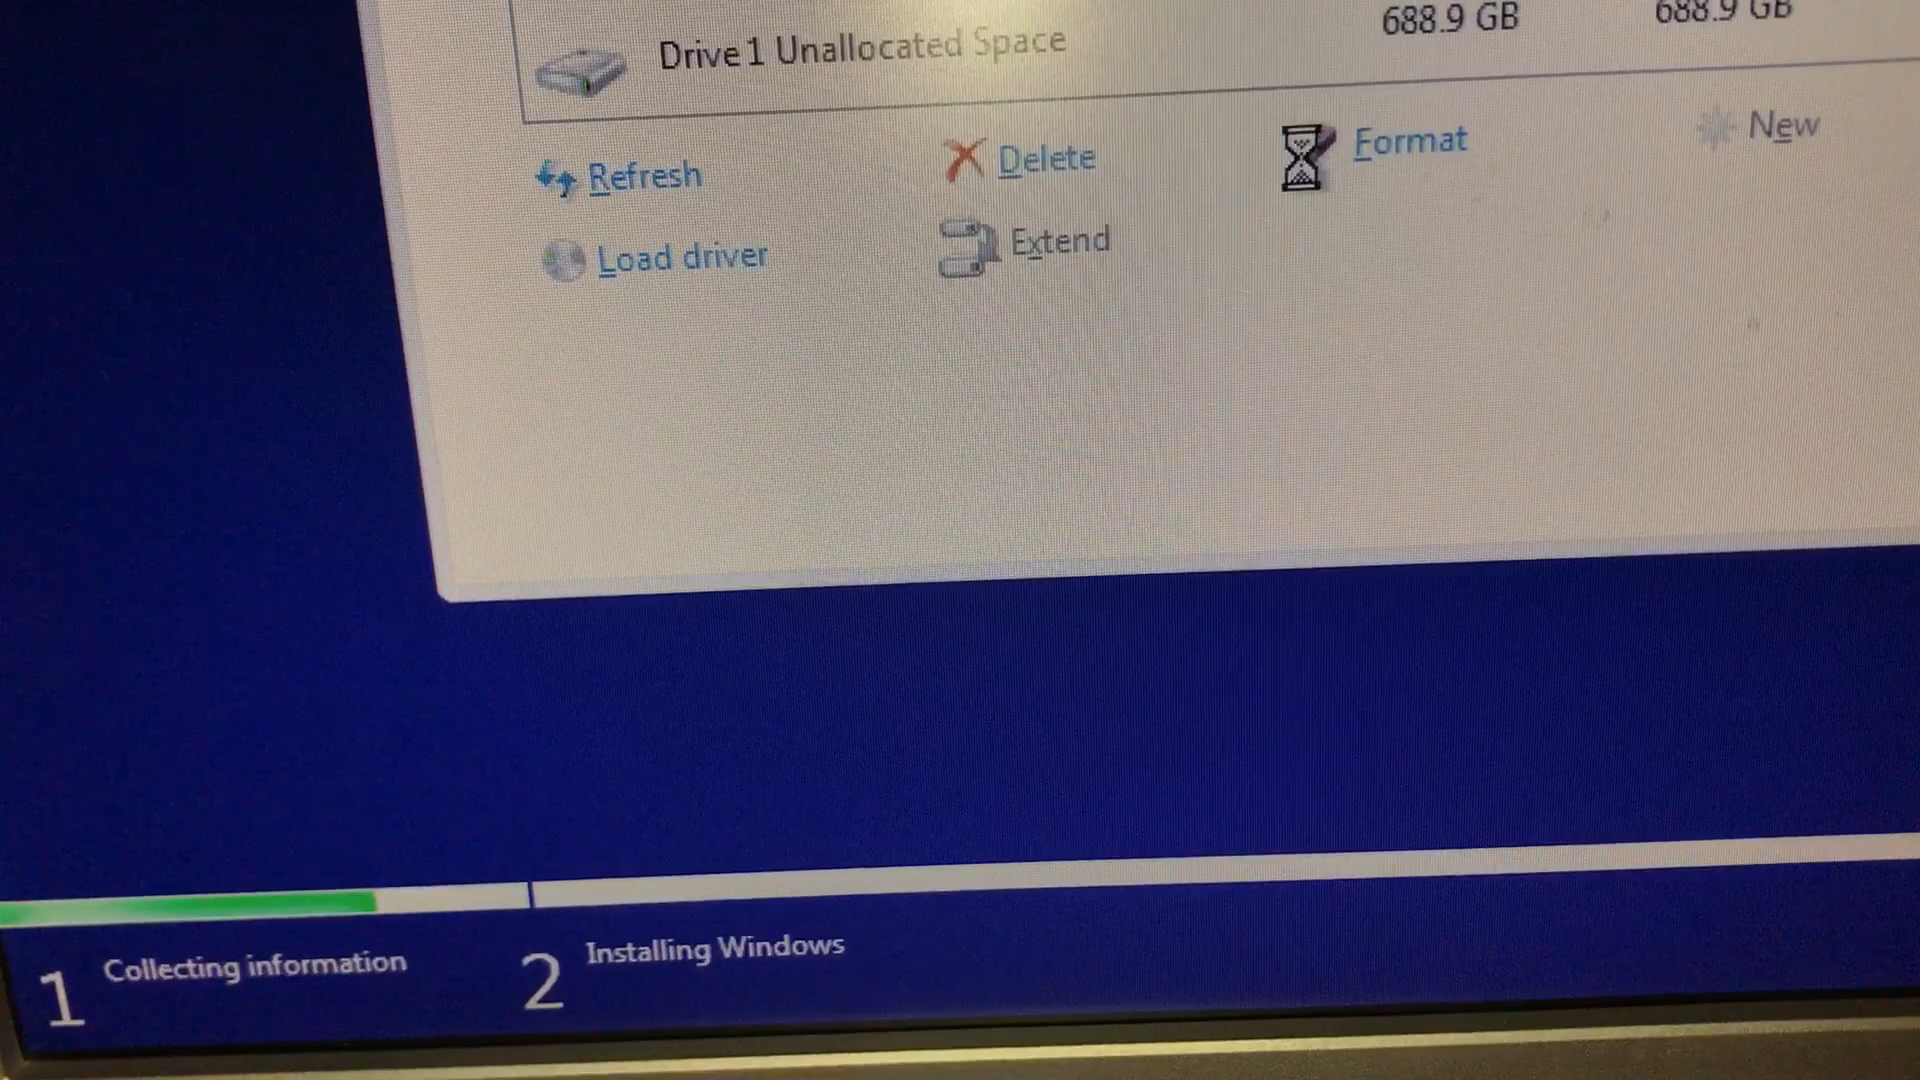 Drive 1 Unallocated Space 688.9 GB 688.9 GB
Refresh Delete Format New
Load driver Extend
1 Collecting information 2 Installing Windows